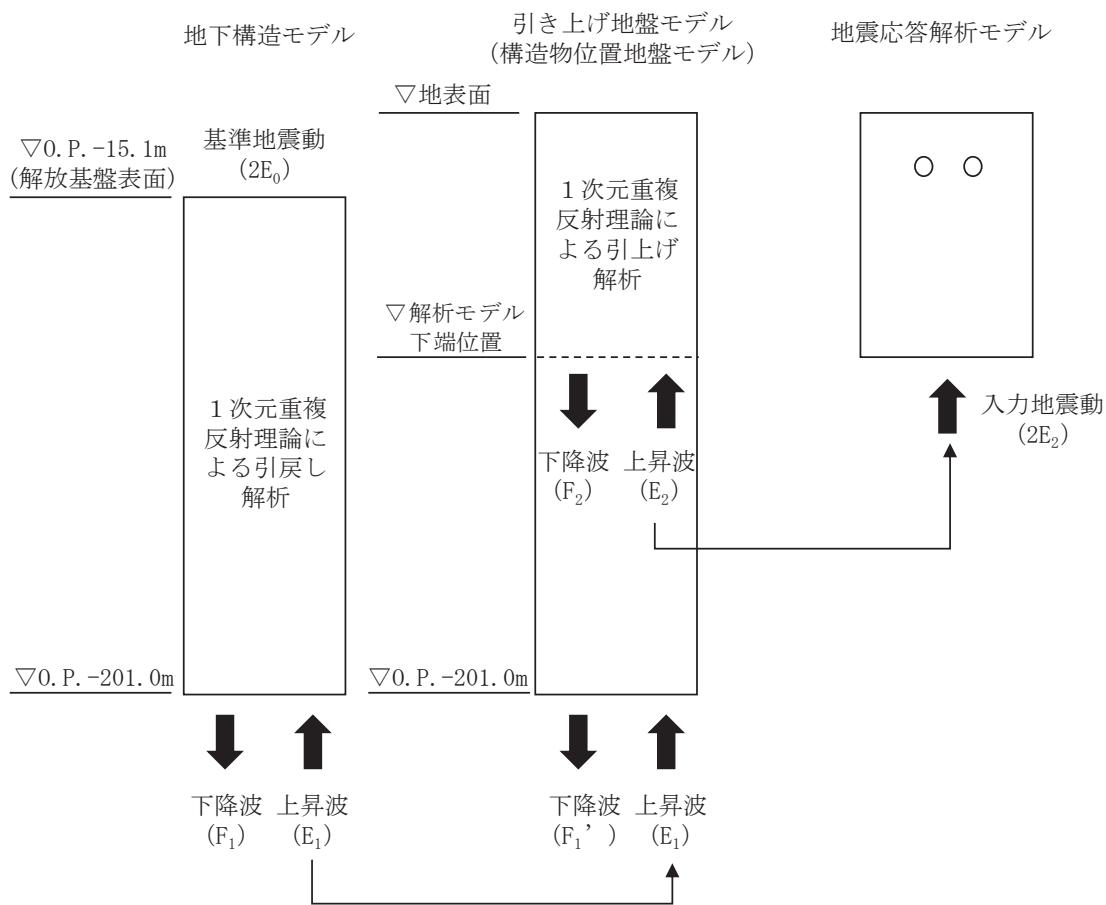 地下構造モデル
引き上げ地盤モデル
(構造物位置地盤モデル)
地震応答解析モデル
▽O.P.-15.1m
(解放基盤表面)
基準地震動
(2E₀)
1次元重複
反射理論に
よる引戻し
解析
▽O.P.-201.0m
下降波
(F₁)
上昇波
(E₁)
▽地表面
1次元重複
反射理論に
よる引上げ
解析
▽解析モデル
下端位置
下降波
(F₂)
上昇波
(E₂)
▽O.P.-201.0m
下降波
(F₁’)
上昇波
(E₁)
入力地震動
(2E₂)